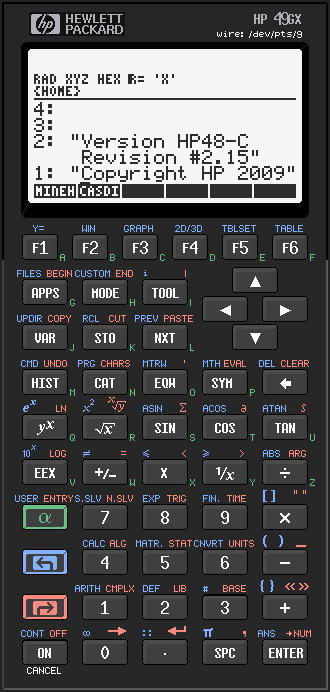 hp HEWLETT PACKARD HP 49GX
wire: /dev/pts/9
RAD XYZ HEX R= 'X'
{HOME}
4:
3:
2: "Version HP48-C
Revision #2.15"
1: "Copyright HP 2009"
MINEH CASDI
Y= WIN GRAPH 2D/3D TBLSET TABLE
F1 A F2 B F3 C F4 D F5 E F6 F
FILES BEGIN CUSTOM END i I
APPS G MODE H TOOL I
UPDIR COPY RCL CUT PREV PASTE
VAR J STO K NXT L
CMD UNDO PRG CHARS MTRW ' MTH EVAL DEL CLEAR
HIST M CAT N EQW O SYM P
eˣ LN x² ˣ√y ASIN Σ ACOS ∂ ATAN ∫
yˣ Q √x R SIN S COS T TAN U
10ˣ LOG ≠ = ≤ < ≥ > ABS ARG
EEX V +/- W X X 1/x Y ÷ Z
USER ENTRY S.SLV N.SLV EXP TRIG FIN. TIME [ ] " "
α 7 8 9 ×
CALC ALG MATR. STAT CNVRT UNITS ( ) _
4 5 6 −
ARITH CMPLX DEF LIB # BASE { } « »
1 2 3 +
CONT OFF ∞ → : : ↵ π , ANS →NUM
ON 0 . SPC ENTER
CANCEL